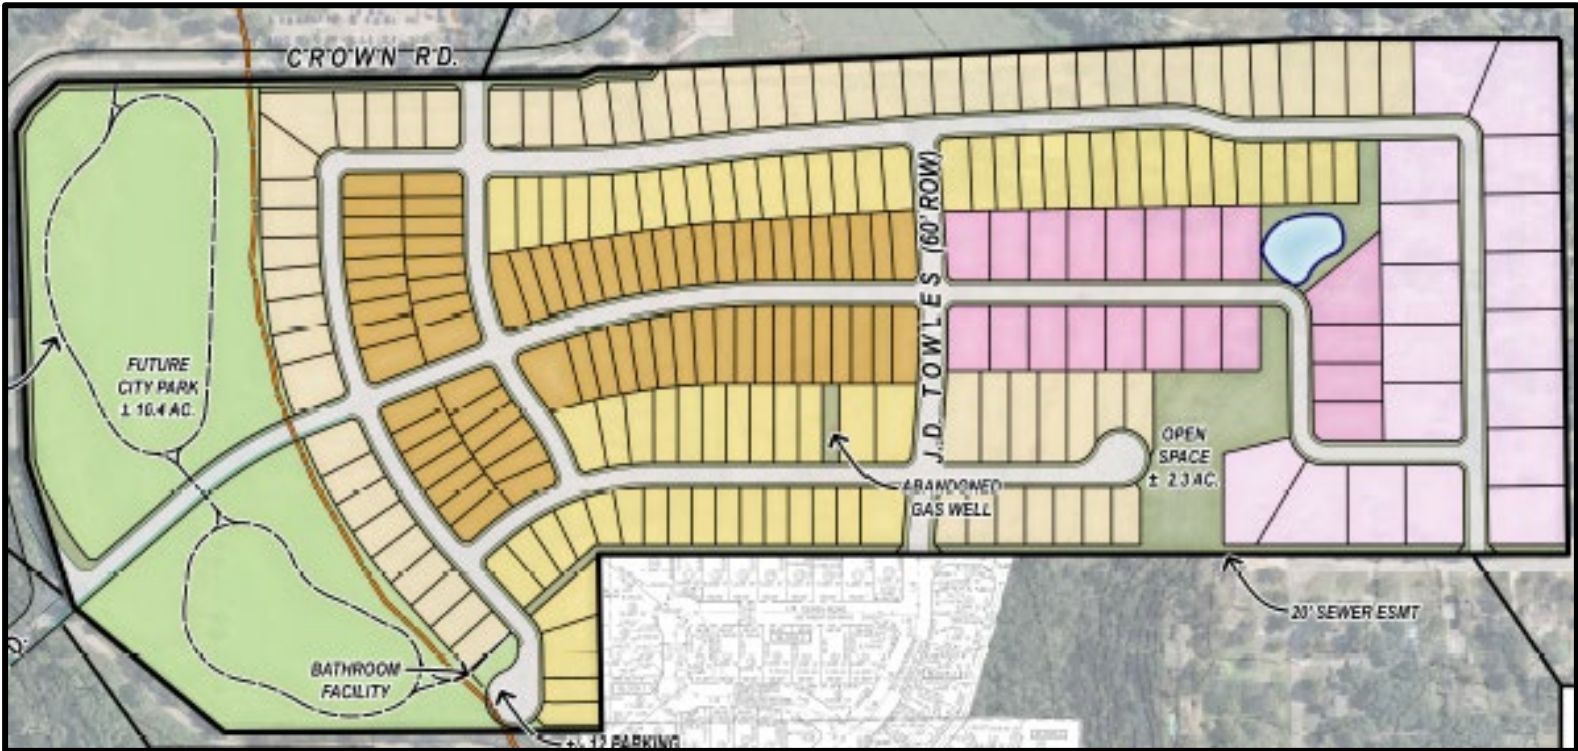 CROWN RD.
FUTURE
CITY PARK
± 10.4 AC.
J.D. TOWLES (60' ROW)
OPEN
SPACE
± 2.3 AC.
ABANDONED
GAS WELL
20' SEWER ESMT
BATHROOM
FACILITY
+/- 12 PARKING